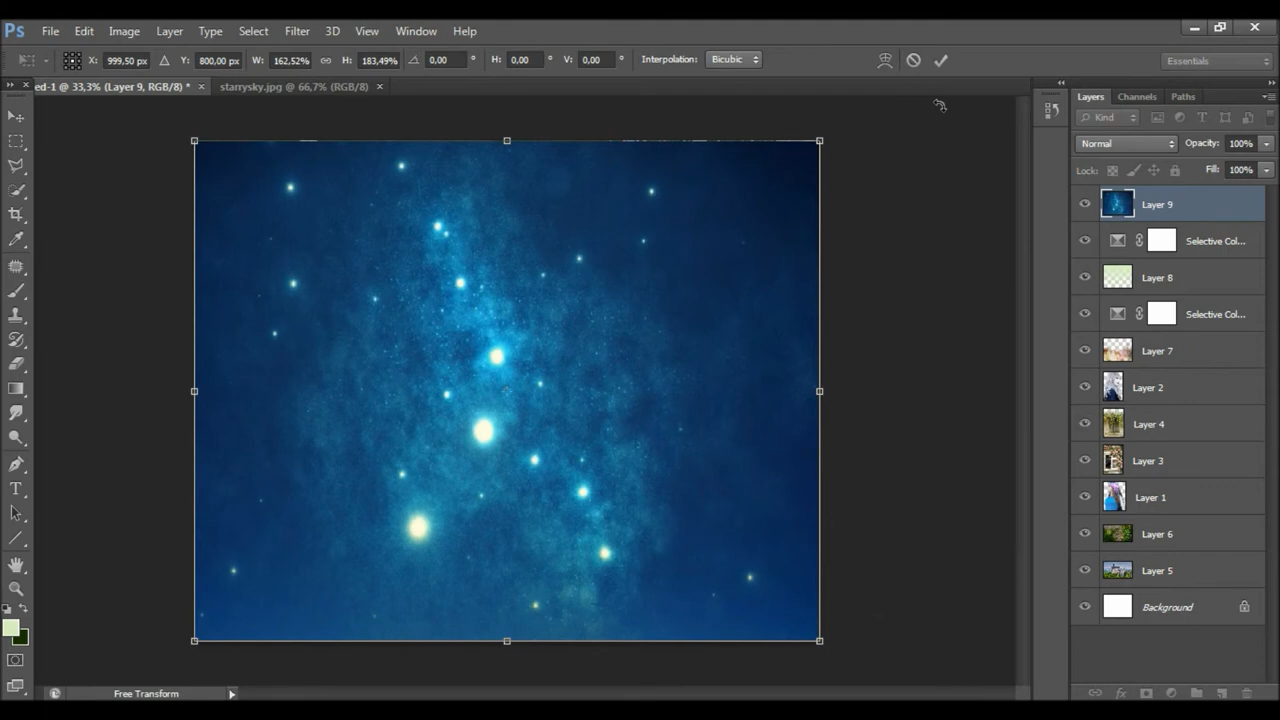 Ps File Edit Image Layer Type Select Filter 3D View Window Help
X: 999,50 px Y: 800,00 px W: 162,52% H: 183,49% 0,00 ° H: 0,00 ° V: 0,00 ° Interpolation: Bicubic Essentials
ed-1 @ 33,3% (Layer 9, RGB/8) * × starrysky.jpg @ 66,7% (RGB/8) ×
Layers Channels Paths
Kind
Normal Opacity: 100%
Lock: Fill: 100%
Layer 9
Selective Col...
Layer 8
Selective Col...
Layer 7
Layer 2
Layer 4
Layer 3
Layer 1
Layer 6
Layer 5
Background
Free Transform